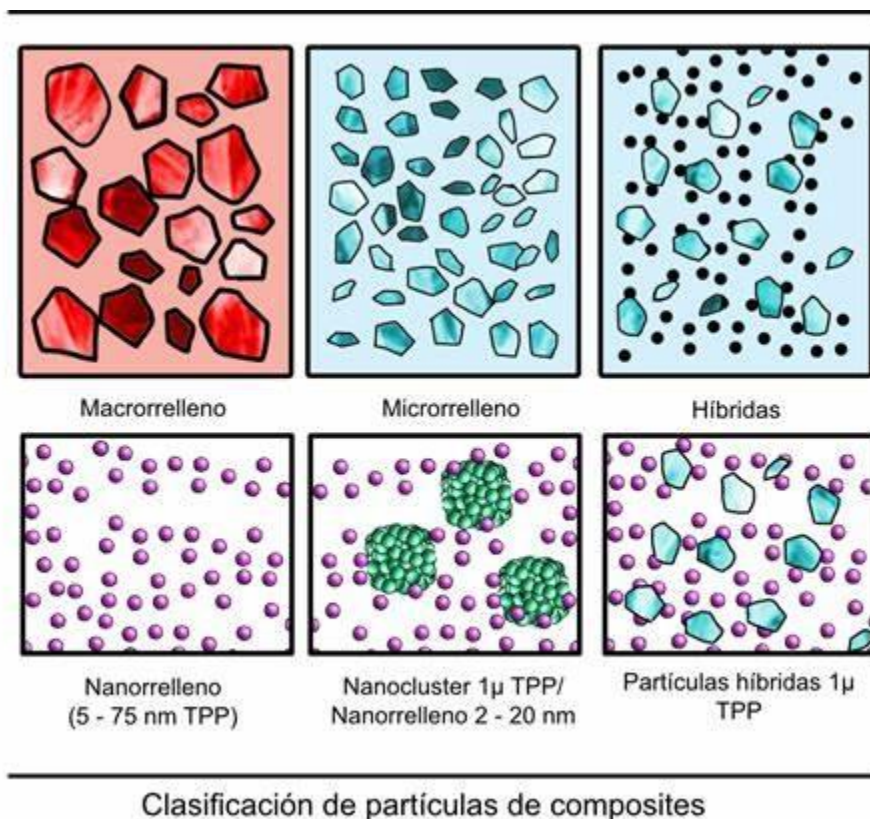 Macrorrelleno
Microrrelleno
Híbridas
Nanorrelleno
(5 - 75 nm TPP)
Nanocluster 1µ TPP/
Nanorrelleno 2 - 20 nm
Partículas híbridas 1µ
TPP
Clasificación de partículas de composites